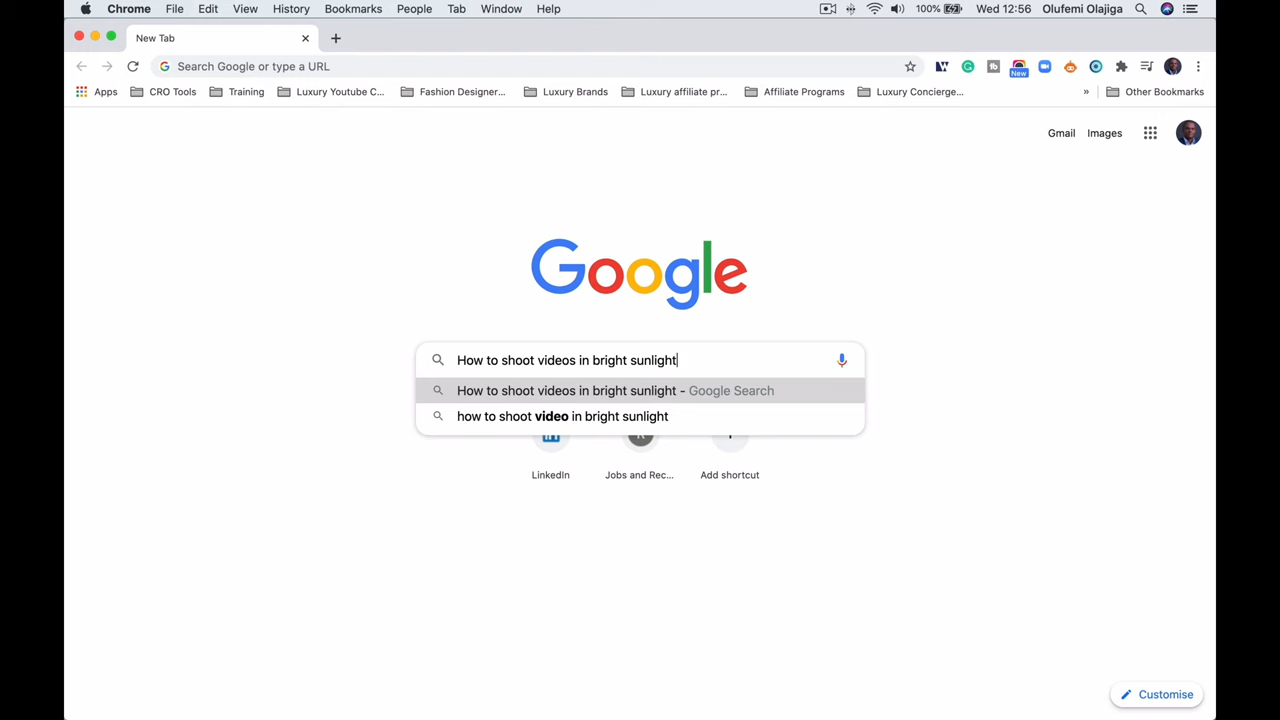 Chrome File Edit View History Bookmarks People Tab Window Help 100% Wed 12:56 Olufemi Olajiga
New Tab
Search Google or type a URL
New
Apps CRO Tools Training Luxury Youtube C... Fashion Designer... Luxury Brands Luxury affiliate pr... Affiliate Programs Luxury Concierge... » Other Bookmarks
Gmail Images
Google
How to shoot videos in bright sunlight
How to shoot videos in bright sunlight - Google Search
how to shoot video in bright sunlight
LinkedIn Jobs and Rec... Add shortcut
Customise